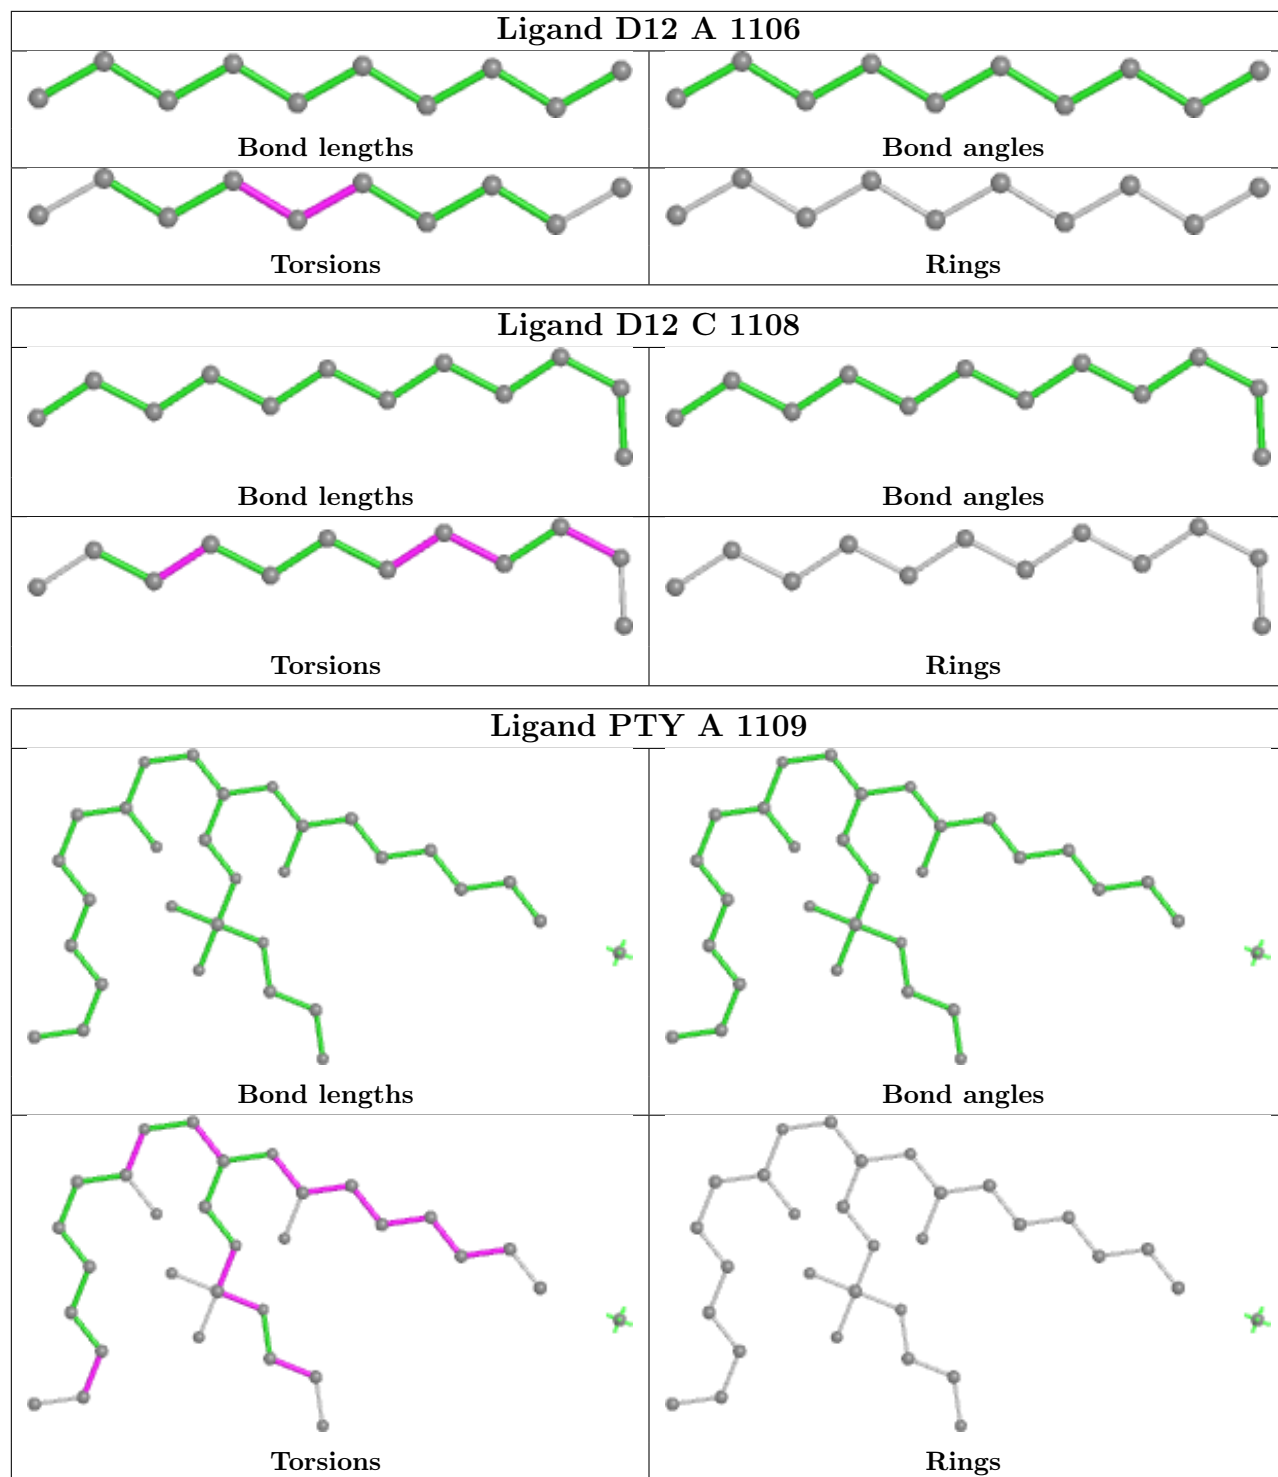 Ligand D12 A 1106
Bond lengths
Bond angles
Torsions
Rings
Ligand D12 C 1108
Bond lengths
Bond angles
Torsions
Rings
Ligand PTY A 1109
Bond lengths
Bond angles
Torsions
Rings